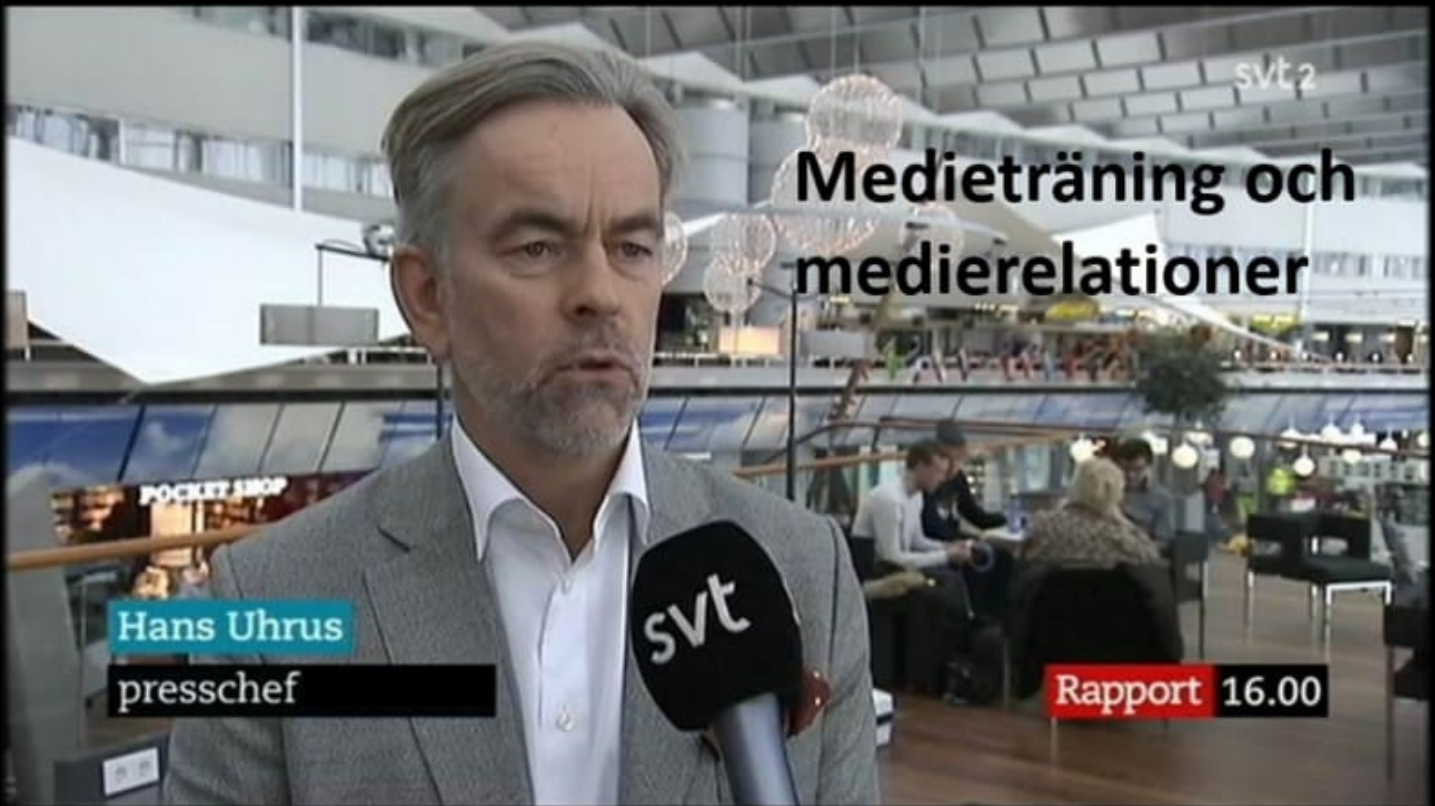 svt2
Medieträning och
medierelationer
POCKET SHOP
svt
Hans Uhrus
presschef
Rapport 16.00